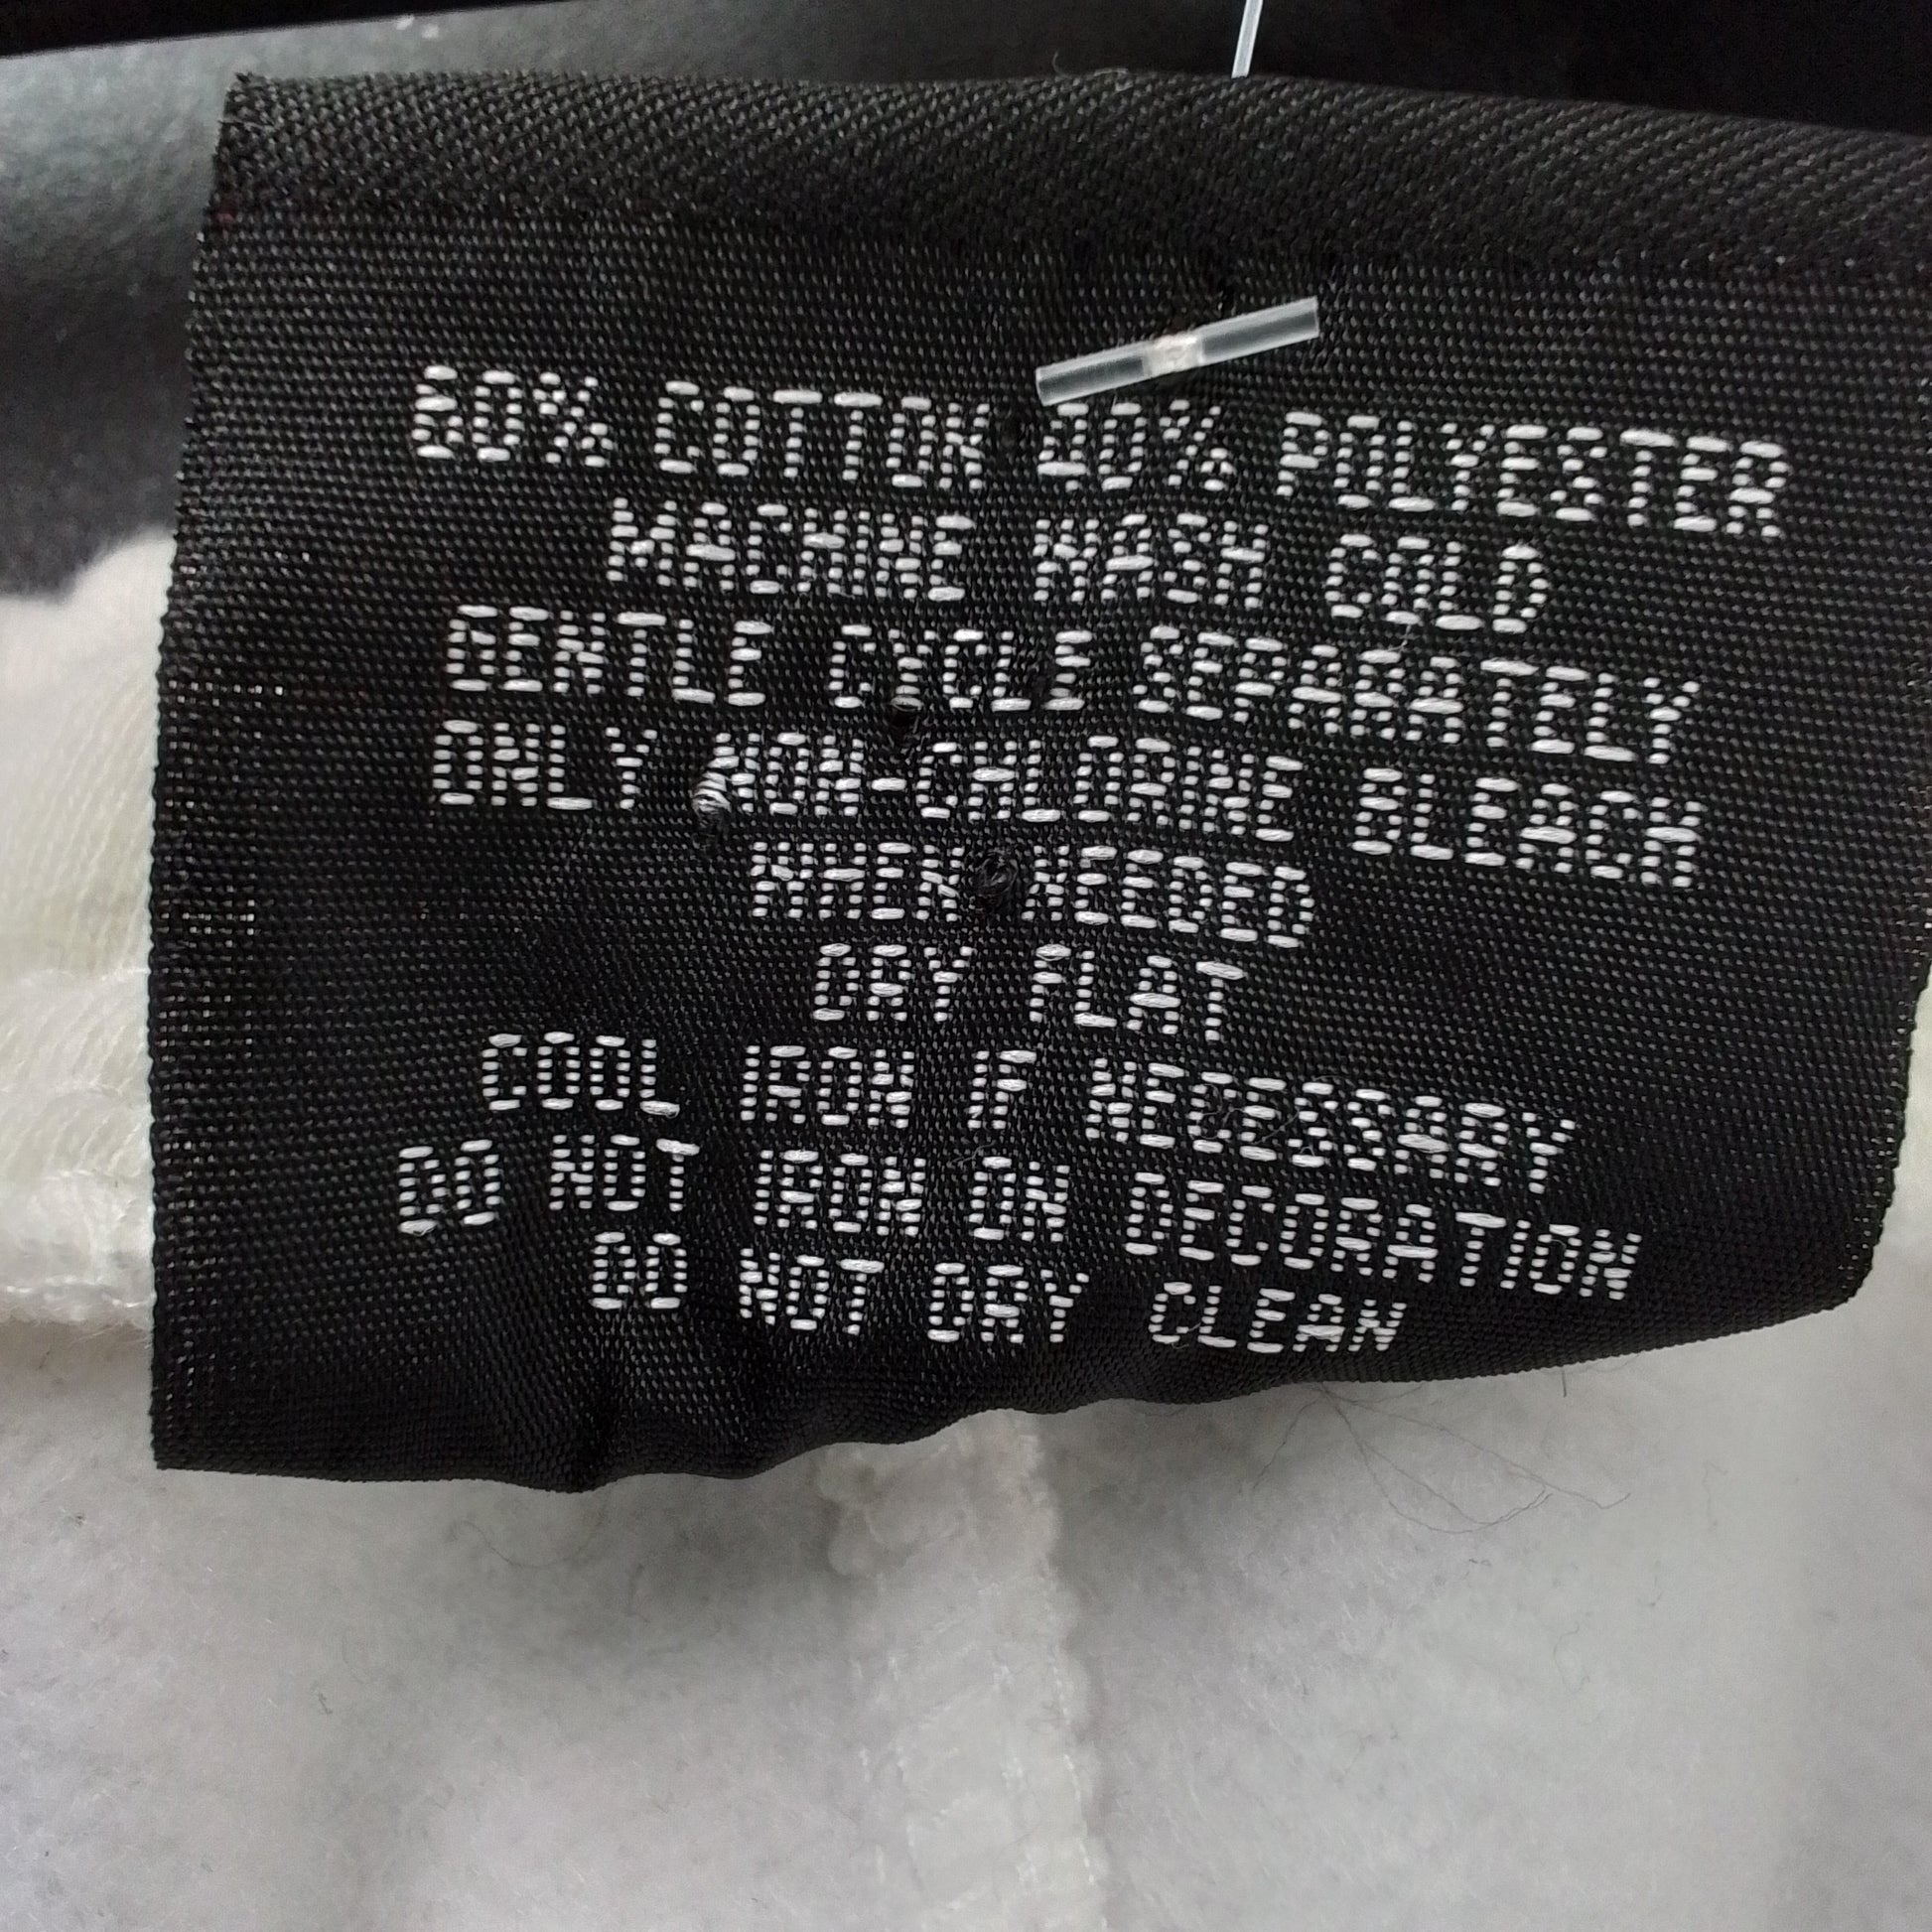 60% COTTON 40% POLYESTER
MACHINE WASH COLD
GENTLE CYCLE SEPARATELY
ONLY NON-CHLORINE BLEACH
WHEN NEEDED
DRY FLAT
COOL IRON IF NECESSARY
DO NOT IRON ON DECORATION
DO NOT DRY CLEAN